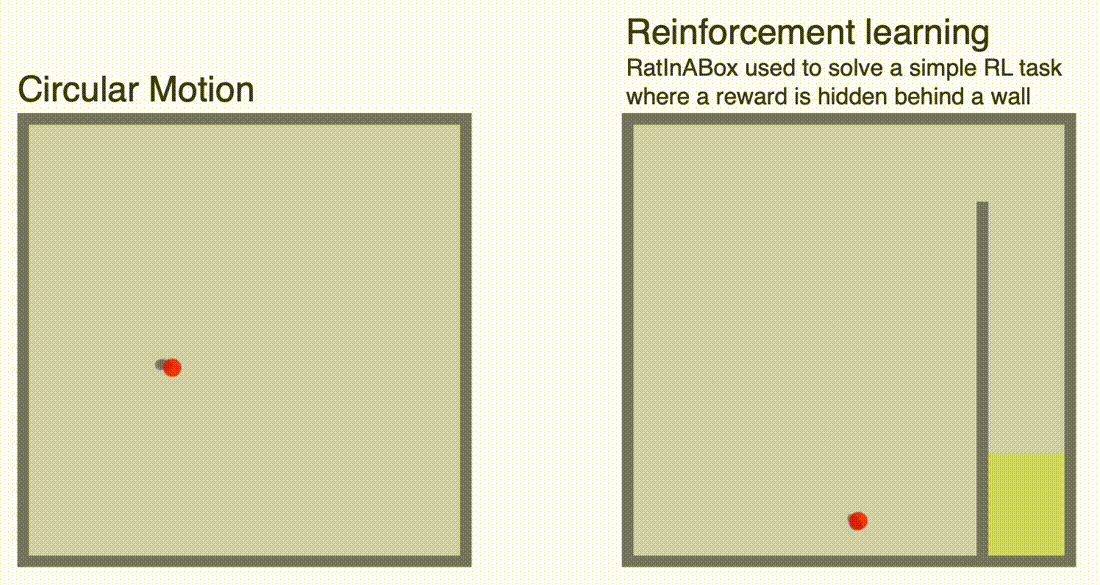 Circular Motion
Reinforcement learning
RatInABox used to solve a simple RL task
where a reward is hidden behind a wall